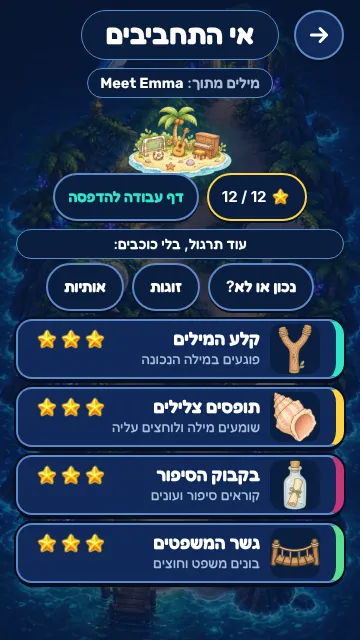 אי התחביבים
מילים מתוך: Meet Emma
12 / 12
דף עבודה להדפסה
עוד תרגול, בלי כוכבים:
נכון או לא?
זוגות
אותיות
קלע המילים
פוגעים במילה הנכונה
תופסים צלילים
שומעים מילה ולוחצים עליה
בקבוק הסיפור
קוראים סיפור ועונים
גשר המשפטים
בונים משפט וחוצים